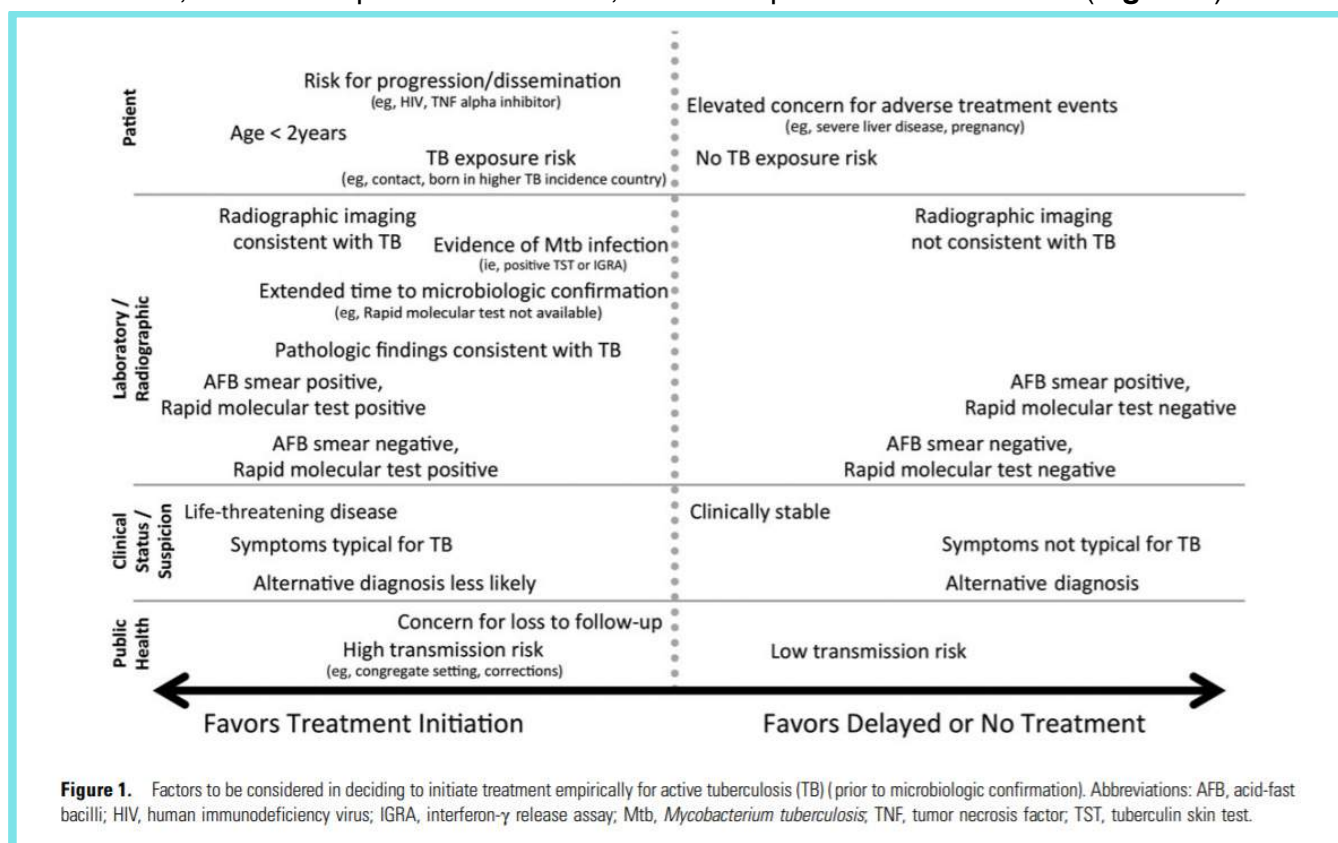 Patient
Risk for progression/dissemination
(eg, HIV, TNF alpha inhibitor)
Elevated concern for adverse treatment events
(eg, severe liver disease, pregnancy)
Age < 2years
TB exposure risk
(eg, contact, born in higher TB incidence country)
No TB exposure risk
Laboratory /
Radiographic
Radiographic imaging
consistent with TB
Radiographic imaging
not consistent with TB
Evidence of Mtb infection
(ie, positive TST or IGRA)
Extended time to microbiologic confirmation
(eg, Rapid molecular test not available)
Pathologic findings consistent with TB
AFB smear positive,
Rapid molecular test positive
AFB smear positive,
Rapid molecular test negative
AFB smear negative,
Rapid molecular test positive
AFB smear negative,
Rapid molecular test negative
Clinical
Status /
Suspicion
Life-threatening disease
Clinically stable
Symptoms typical for TB
Symptoms not typical for TB
Alternative diagnosis less likely
Alternative diagnosis
Public
Health
Concern for loss to follow-up
High transmission risk
(eg, congregate setting, corrections)
Low transmission risk
Favors Treatment Initiation
Favors Delayed or No Treatment
Figure 1. Factors to be considered in deciding to initiate treatment empirically for active tuberculosis (TB) (prior to microbiologic confirmation). Abbreviations: AFB, acid-fast
bacilli; HIV, human immunodeficiency virus; IGRA, interferon-γ release assay; Mtb, Mycobacterium tuberculosis; TNF, tumor necrosis factor; TST, tuberculin skin test.